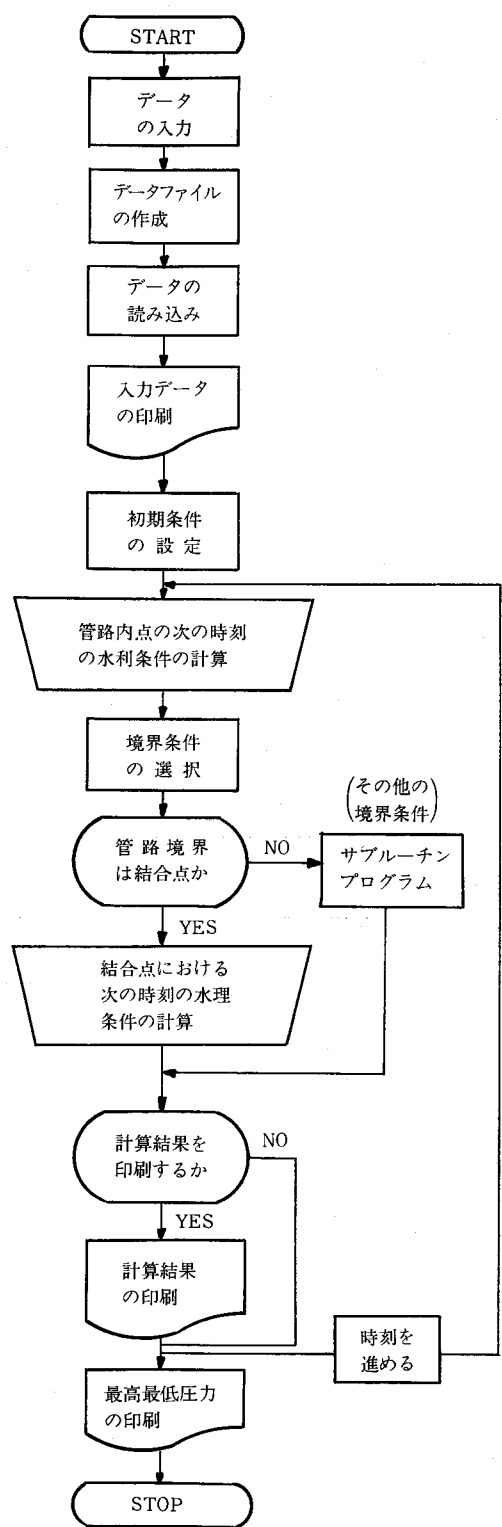 START
データ
の入力
データファイル
の作成
データの
読み込み
入力データ
の印刷
初期条件
の 設 定
管路内点の次の時刻
の水利条件の計算
境界条件
の 選 択
管 路 境 界
は結合点か
NO
(その他の
境界条件)
サブルーチン
プログラム
YES
結合点における
次の時刻の水理
条件の計算
計算結果を
印刷するか
NO
YES
計算結果
の印刷
時刻を
進める
最高最低圧力
の印刷
STOP